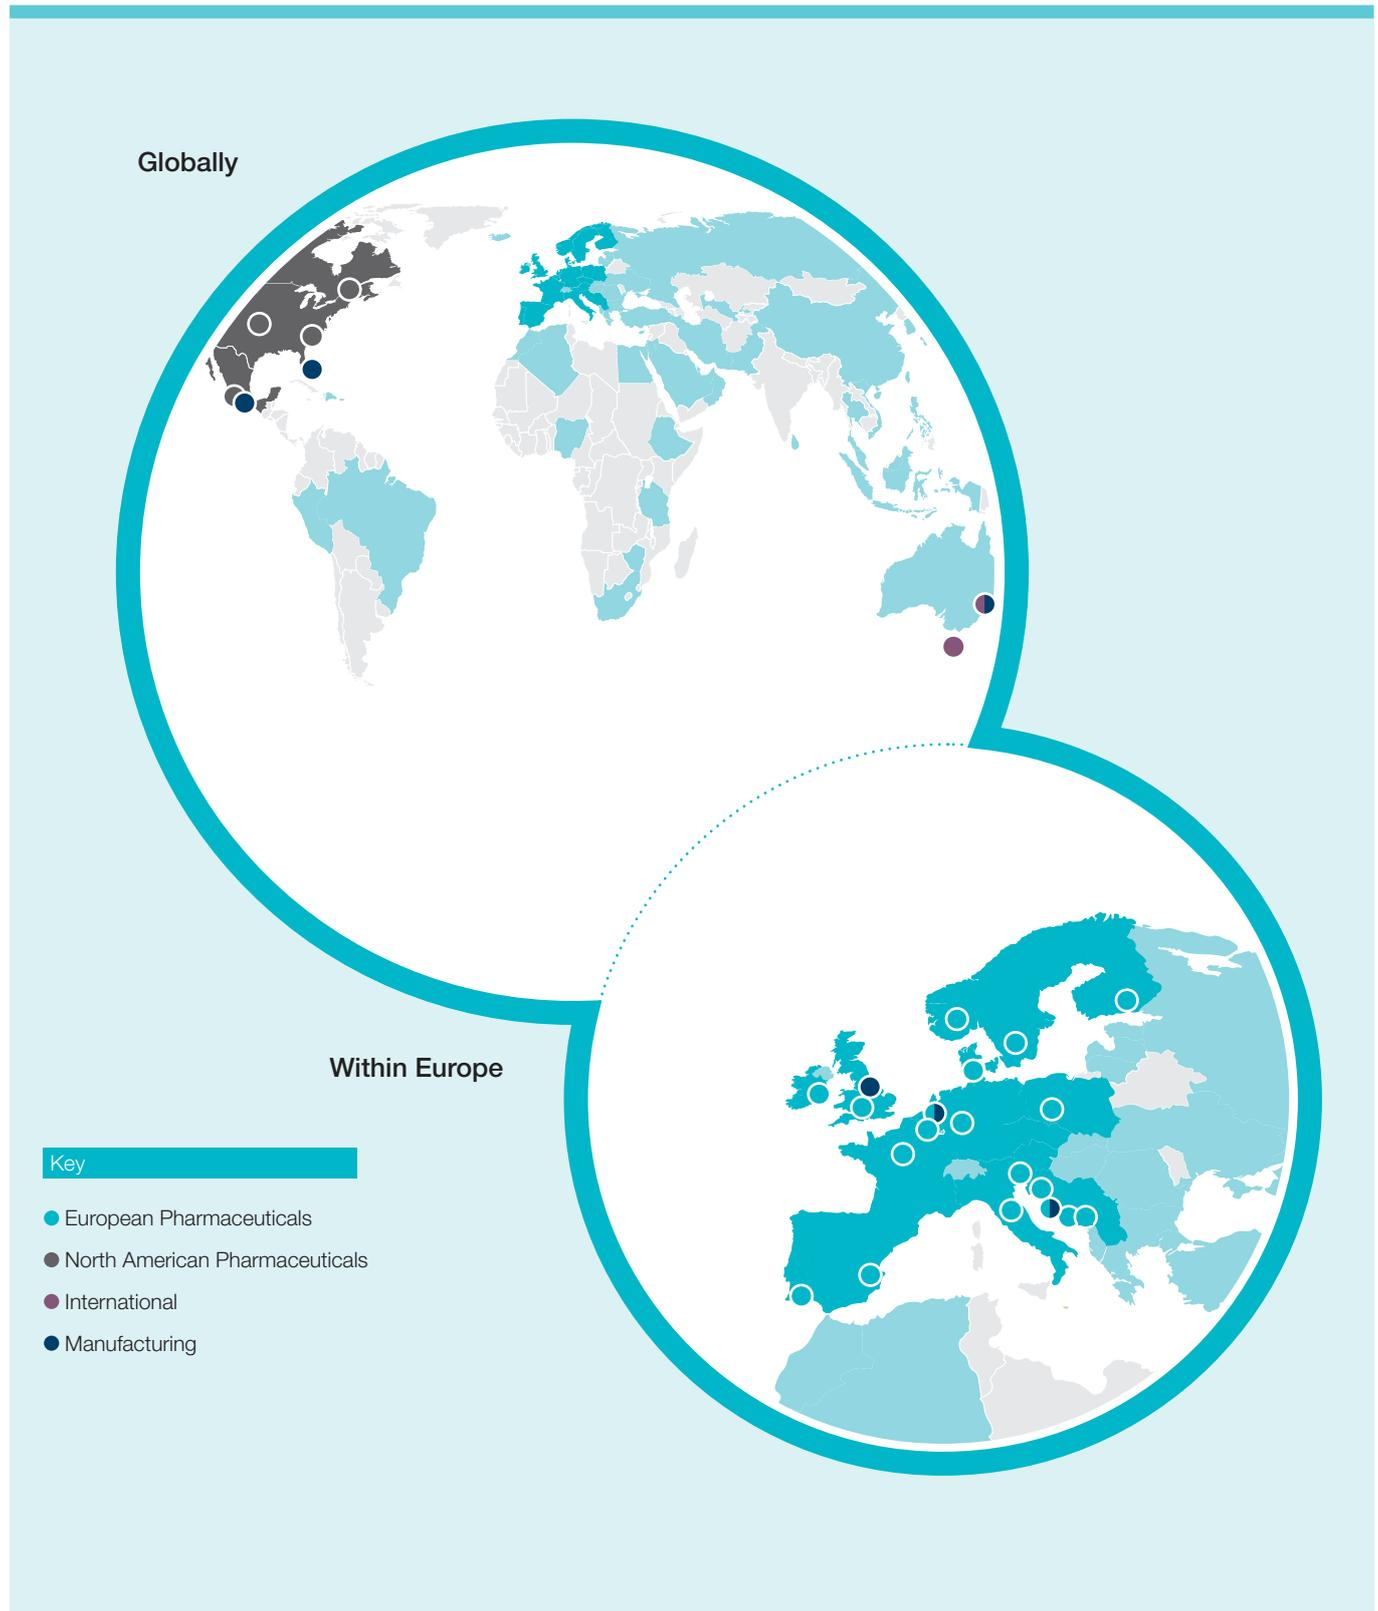 Globally
Within Europe
Key
European Pharmaceuticals
North American Pharmaceuticals
International
Manufacturing